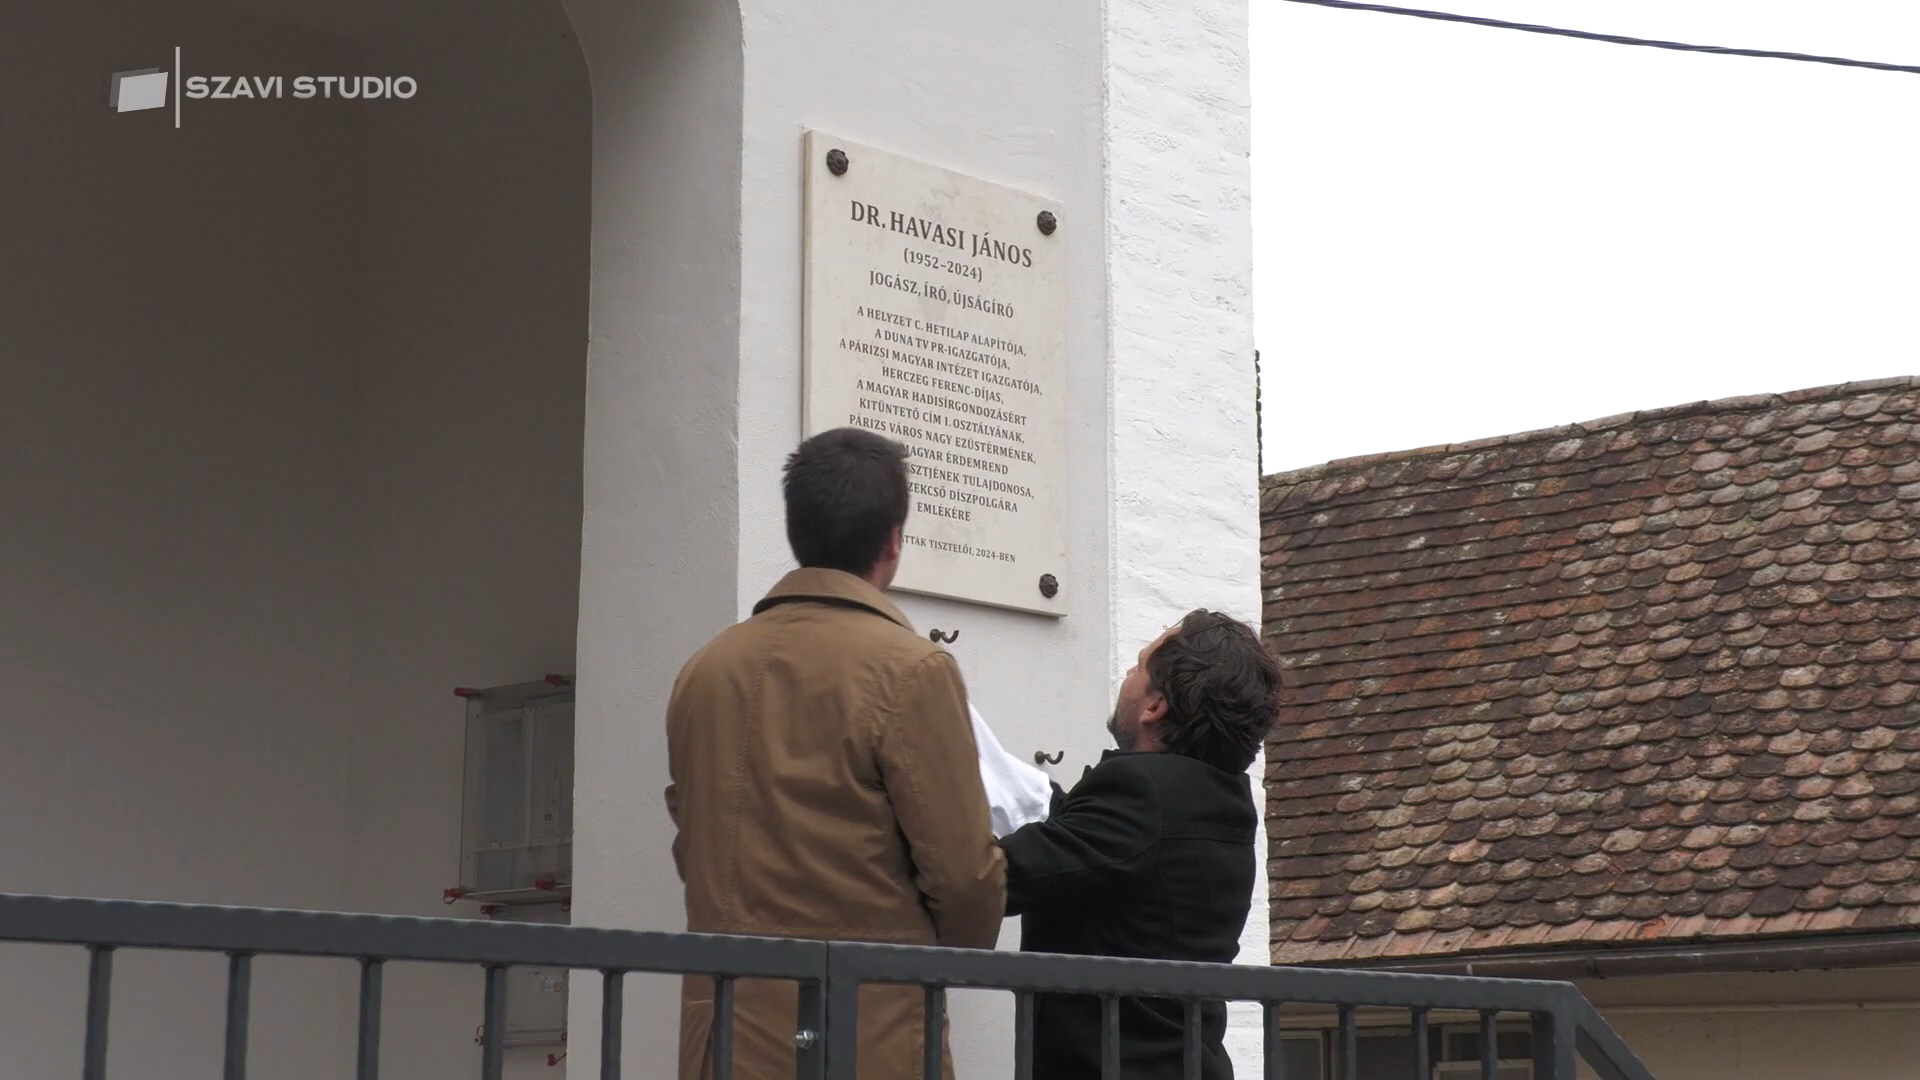 SZAVI STUDIO
DR. HAVASI JÁNOS
(1952-2024)
JOGÁSZ, ÍRÓ, ÚJSÁGÍRÓ
A HELYZET C. HETILAP ALAPÍTÓJA,
A DUNA TV PR-IGAZGATÓJA,
A PÁRIZSI MAGYAR INTÉZET IGAZGATÓJA,
HERCZEG FERENC-DÍJAS,
A MAGYAR HADISÍRGONDOZÁSÉRT
KITÜNTETŐ CÍM I. OSZTÁLYÁNAK,
PÁRIZS VÁROS NAGY EZÜSTÉRMÉNEK,
MAGYAR ÉRDEMREND
TULAJDONOSA,
DÍSZPOLGÁRA
EMLÉKÉRE
TISZTELŐI, 2024-BEN